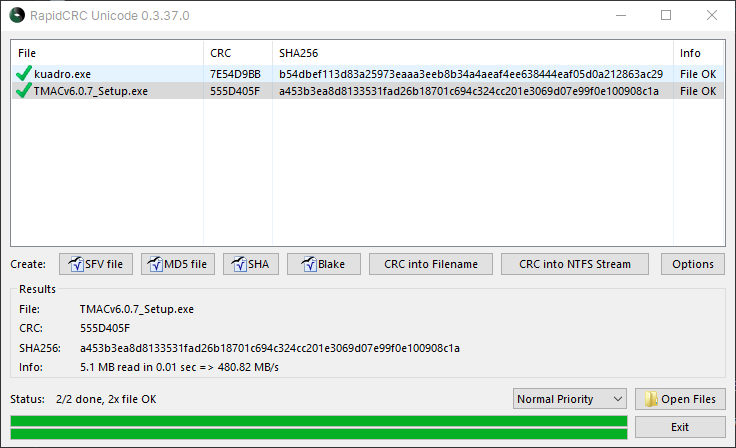 RapidCRC Unicode 0.3.37.0
File CRC SHA256 Info
kuadro.exe 7E54D9BB b54dbef113d83a25973eaaa3eeb8b34a4aeaf4ee638444eaf05d0a212863ac29 File OK
TMACv6.0.7_Setup.exe 555D405F a453b3ea8d8133531fad26b18701c694c324cc201e3069d07e99f0e100908c1a File OK
Create: SFV file MD5 file SHA Blake CRC into Filename CRC into NTFS Stream Options
Results
File: TMACv6.0.7_Setup.exe
CRC: 555D405F
SHA256: a453b3ea8d8133531fad26b18701c694c324cc201e3069d07e99f0e100908c1a
Info: 5.1 MB read in 0.01 sec => 480.82 MB/s
Status: 2/2 done, 2x file OK Normal Priority Open Files
Exit